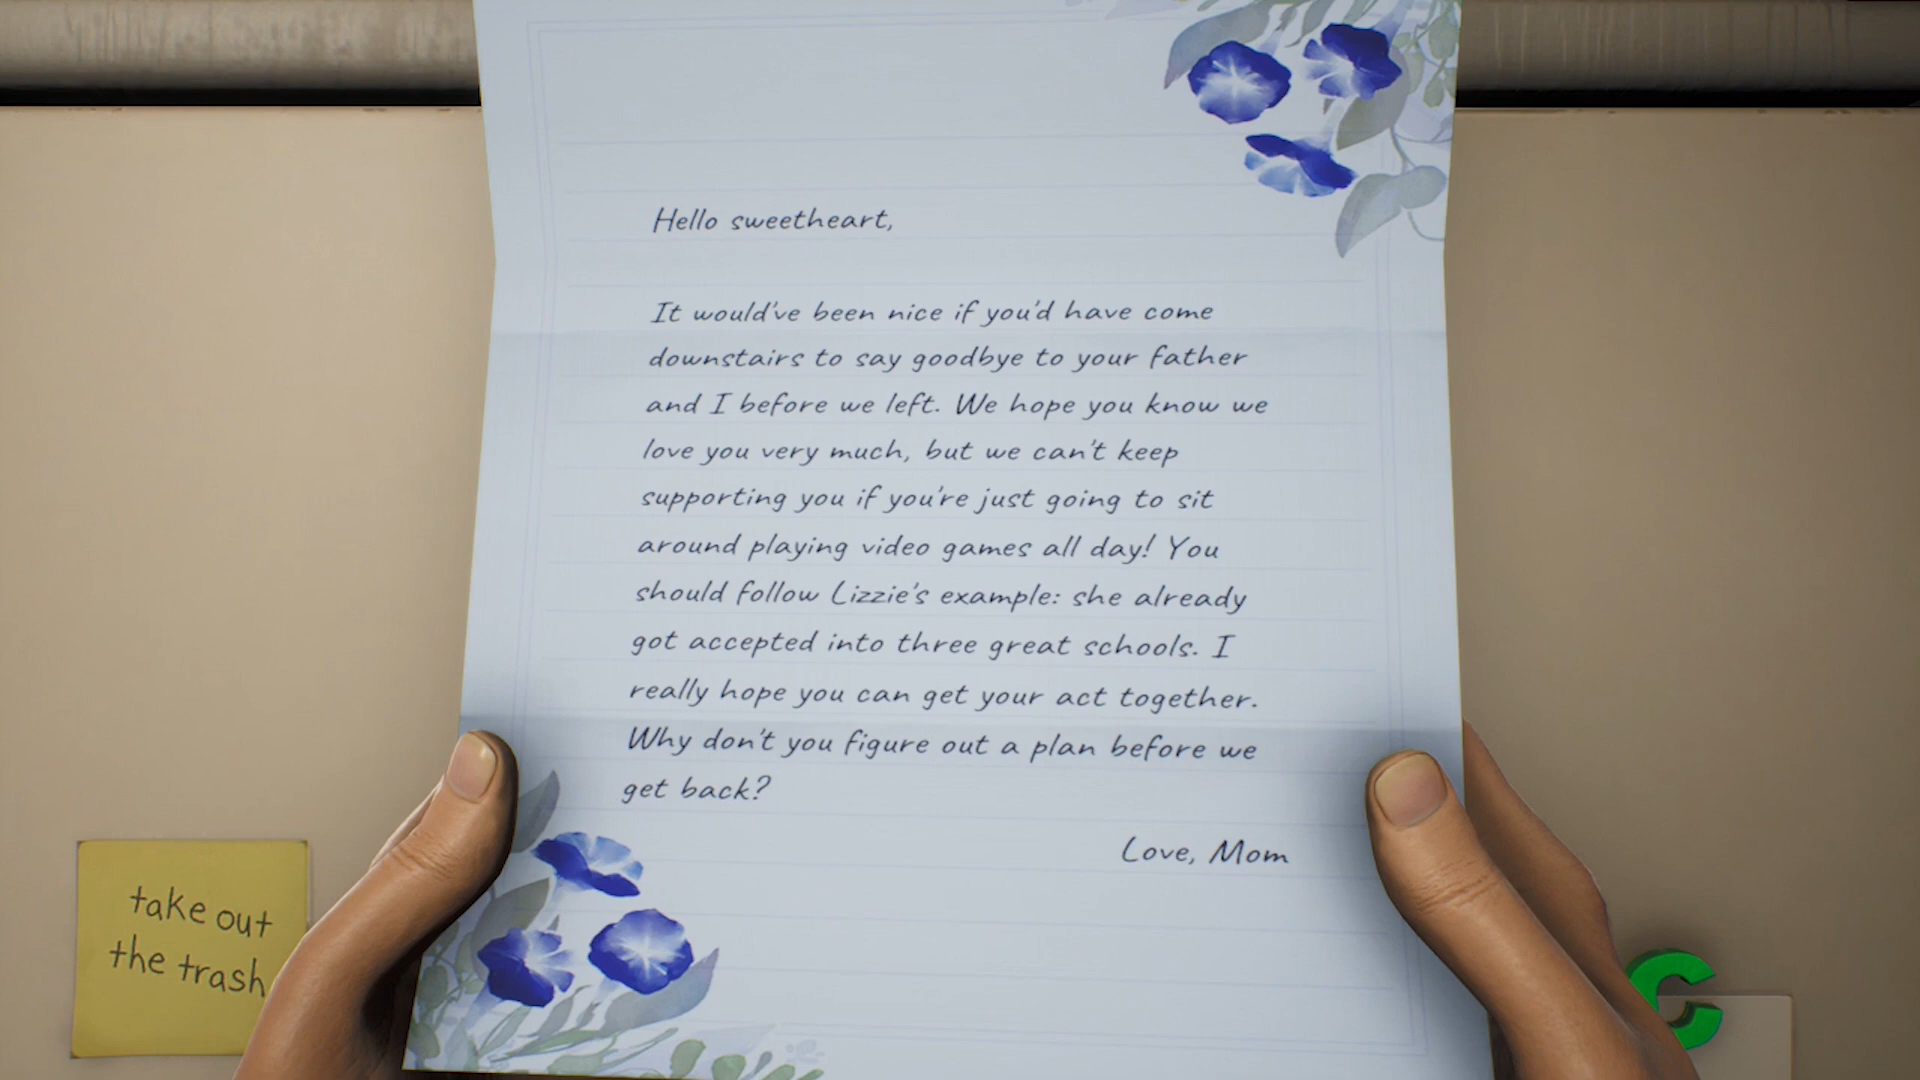 Hello sweetheart,
It would've been nice if you'd have come
downstairs to say goodbye to your father
and I before we left. We hope you know we
love you very much, but we can't keep
supporting you if you're just going to sit
around playing video games all day! You
should follow Lizzie's example: she already
got accepted into three great schools. I
really hope you can get your act together.
Why don't you figure out a plan before we
get back?
Love, Mom
take out
the trash
C